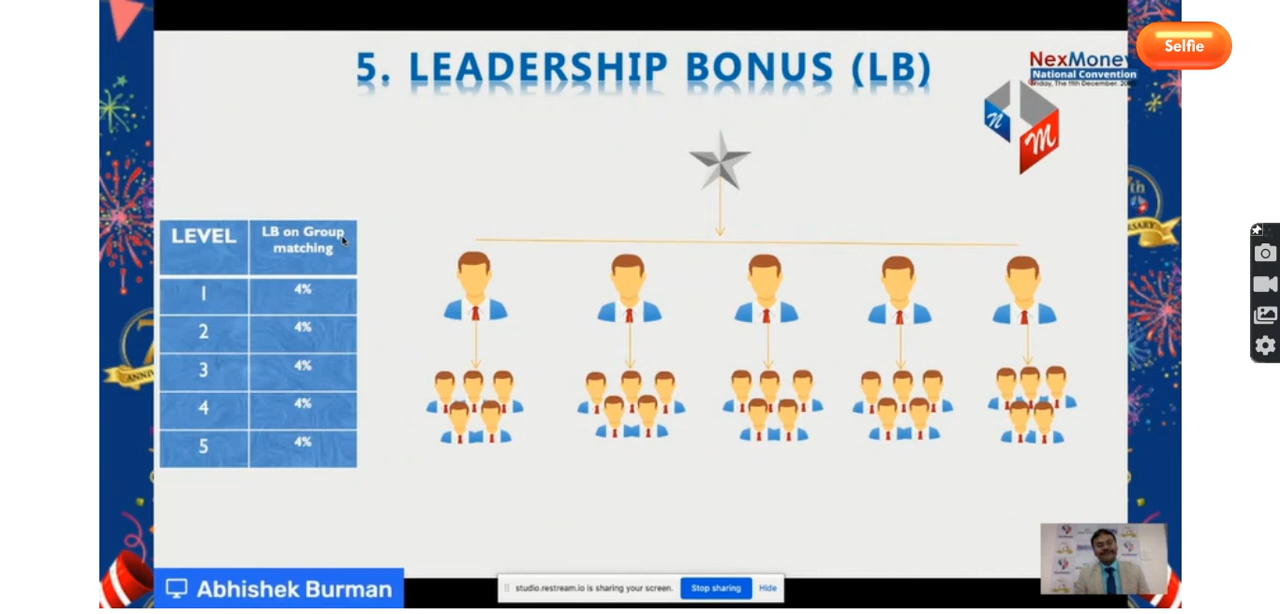 5. LEADERSHIP BONUS (LB)
Selfie
NexMoney
National Convention
Friday, The 11th December.
n
m
LEVEL
LB on Group
matching
1
4%
2
4%
3
4%
4
4%
5
4%
Abhishek Burman
studio.restream.io is sharing your screen.
Stop sharing
Hide